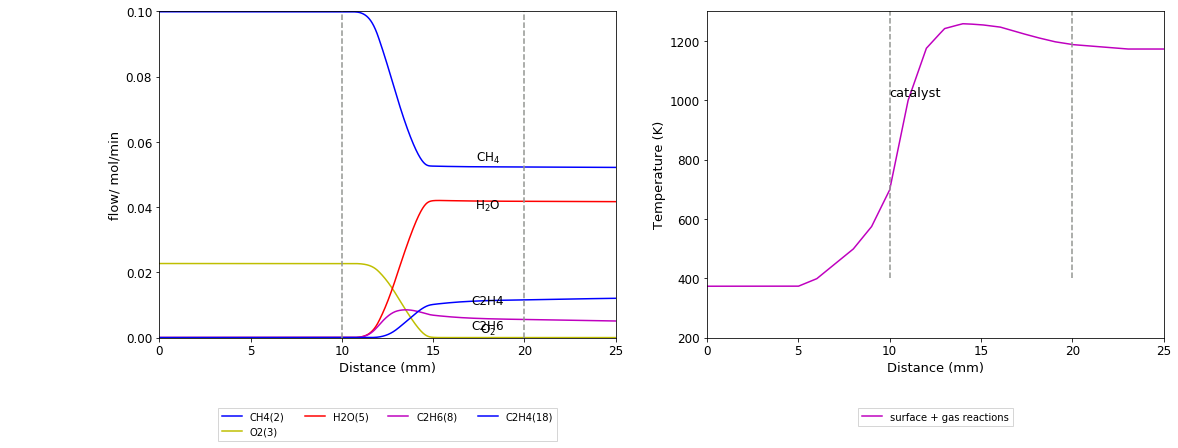 0.10
0.08
0.06
0.04
0.02
0.00
flow/ mol/min
CH4
H2O
C2H4
C2H6
O2
0 5 10 15 20 25
Distance (mm)
CH4(2) H2O(5) C2H6(8) C2H4(18)
O2(3)
1200
1000
800
600
400
200
Temperature (K)
catalyst
0 5 10 15 20 25
Distance (mm)
surface + gas reactions